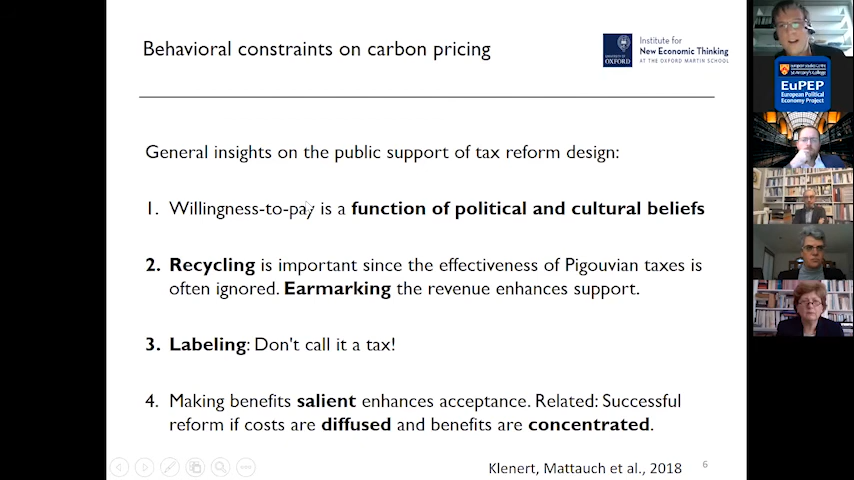 Behavioral constraints on carbon pricing
UNIVERSITY OF
OXFORD
Institute for
New Economic Thinking
AT THE OXFORD MARTIN SCHOOL
General insights on the public support of tax reform design:
1. Willingness-to-pay is a function of political and cultural beliefs
2. Recycling is important since the effectiveness of Pigouvian taxes is
often ignored. Earmarking the revenue enhances support.
3. Labeling: Don't call it a tax!
4. Making benefits salient enhances acceptance. Related: Successful
reform if costs are diffused and benefits are concentrated.
Klenert, Mattauch et al., 2018
6
St Antony's College
EuPEP
European Political
Economy Project